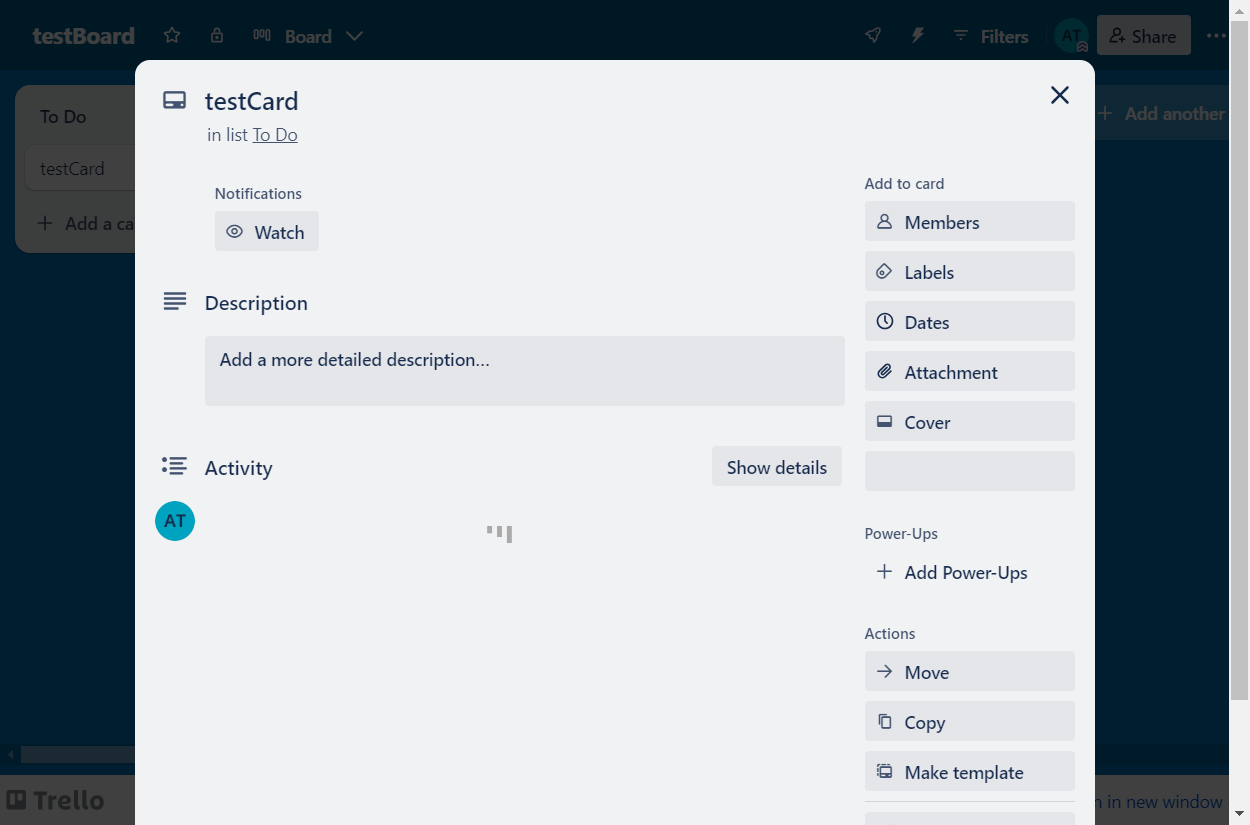 testBoard
Board
Filters
AT
Share
To Do
testCard
Add a ca
Add another
testCard
in list To Do
Notifications
Watch
Description
Add a more detailed description...
Activity
Show details
AT
Add to card
Members
Labels
Dates
Attachment
Cover
Power-Ups
Add Power-Ups
Actions
Move
Copy
Make template
Trello
in new window